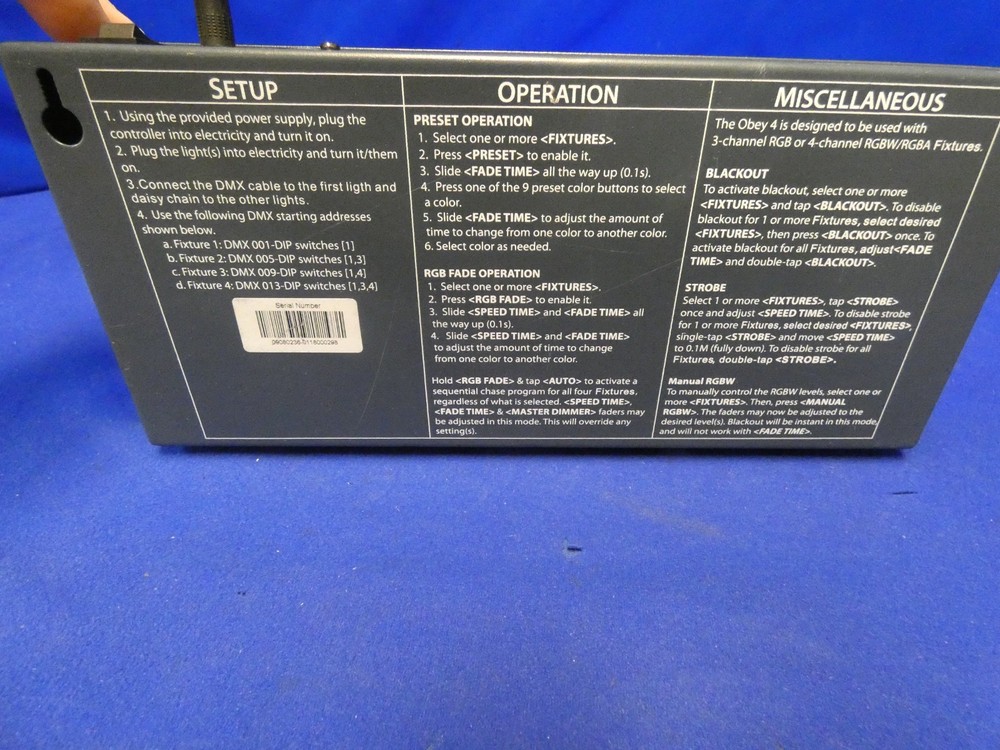 SETUP
1. Using the provided power supply, plug the
controller into electricity and turn it on.
2. Plug the light(s) into electricity and turn it/them
on.
3.Connect the DMX cable to the first ligth and
daisy chain to the other lights.
4. Use the following DMX starting addresses
shown below.
a. Fixture 1: DMX 001-DIP switches [1]
b. Fixture 2: DMX 005-DIP switches [1,3]
c. Fixture 3: DMX 009-DIP switches [1,4]
d. Fixture 4: DMX 013-DIP switches [1,3,4]
Serial Number
OPERATION
PRESET OPERATION
1. Select one or more <FIXTURES>.
2. Press <PRESET> to enable it.
3. Slide <FADE TIME> all the way up (0.1s).
4. Press one of the 9 preset color buttons to select
a color.
5. Slide <FADE TIME> to adjust the amount of
time to change from one color to another color.
6. Select color as needed.
RGB FADE OPERATION
1. Select one or more <FIXTURES>.
2. Press <RGB FADE> to enable it.
3. Slide <SPEED TIME> and <FADE TIME> all
the way up (0.1s).
4. Slide <SPEED TIME> and <FADE TIME>
to adjust the amount of time to change
from one color to another color.
Hold <RGB FADE> & tap <AUTO> to activate a
sequential chase program for all four Fixtures,
regardless of what is selected. <SPEED TIME>,
<FADE TIME> & <MASTER DIMMER> faders may
be adjusted in this mode. This will override any
setting(s).
MISCELLANEOUS
The Obey 4 is designed to be used with
3-channel RGB or 4-channel RGBW/RGBA Fixtures.
BLACKOUT
To activate blackout, select one or more
<FIXTURES> and tap <BLACKOUT>. To disable
blackout for 1 or more Fixtures, select desired
<FIXTURES>, then press <BLACKOUT> once. To
activate blackout for all Fixtures, adjust<FADE
TIME> and double-tap <BLACKOUT>.
STROBE
Select 1 or more <FIXTURES>, tap <STROBE>
once and adjust <SPEED TIME>. To disable strobe
for 1 or more Fixtures, select desired <FIXTURES>,
single-tap <STROBE> and move <SPEED TIME>
to 0.1M (fully down). To disable strobe for all
Fixtures, double-tap <STROBE>.
Manual RGBW
To manually control the RGBW levels, select one or
more <FIXTURES>. Then, press <MANUAL
RGBW>. The faders may now be adjusted to the
desired level(s). Blackout will be instant in this mode,
and will not work with <FADE TIME>.